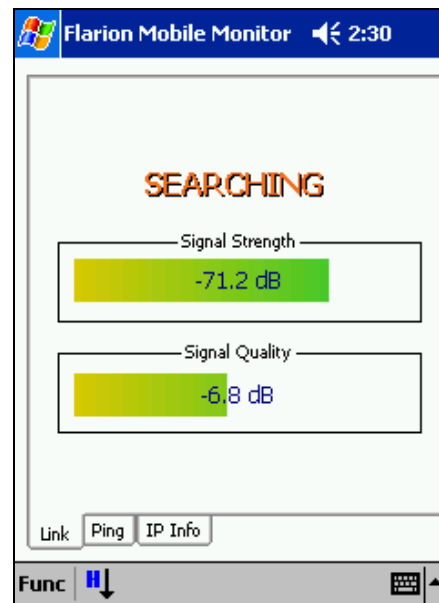 Flarion Mobile Monitor 2:30
SEARCHING
Signal Strength
-71.2 dB
Signal Quality
-6.8 dB
Link Ping IP Info
Func H